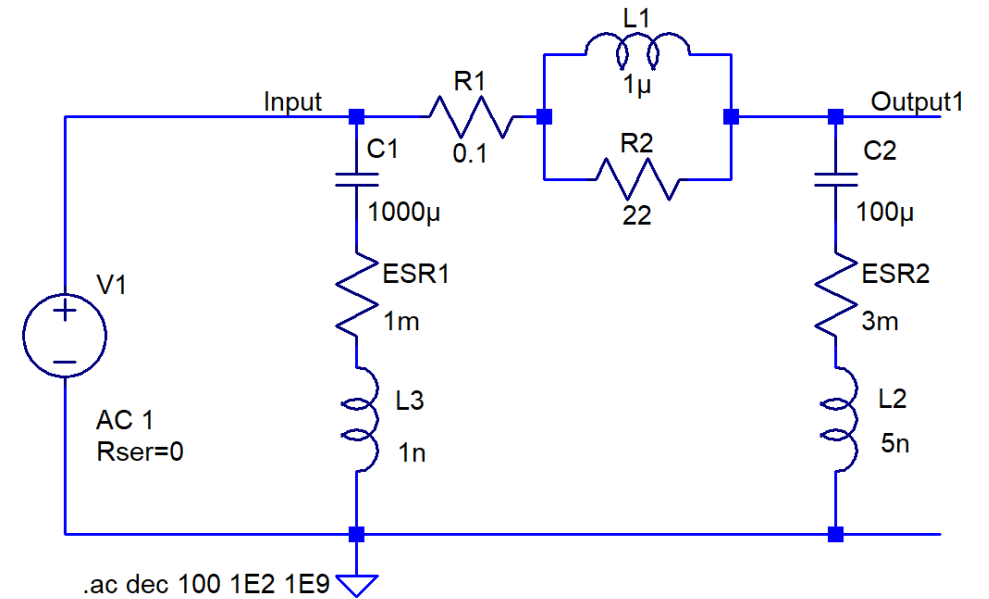 L1
1µ
Input
R1
0.1
R2
22
Output1
C1
1000µ
C2
100µ
V1
ESR1
1m
ESR2
3m
L3
1n
L2
5n
AC 1
Rser=0
.ac dec 100 1E2 1E9